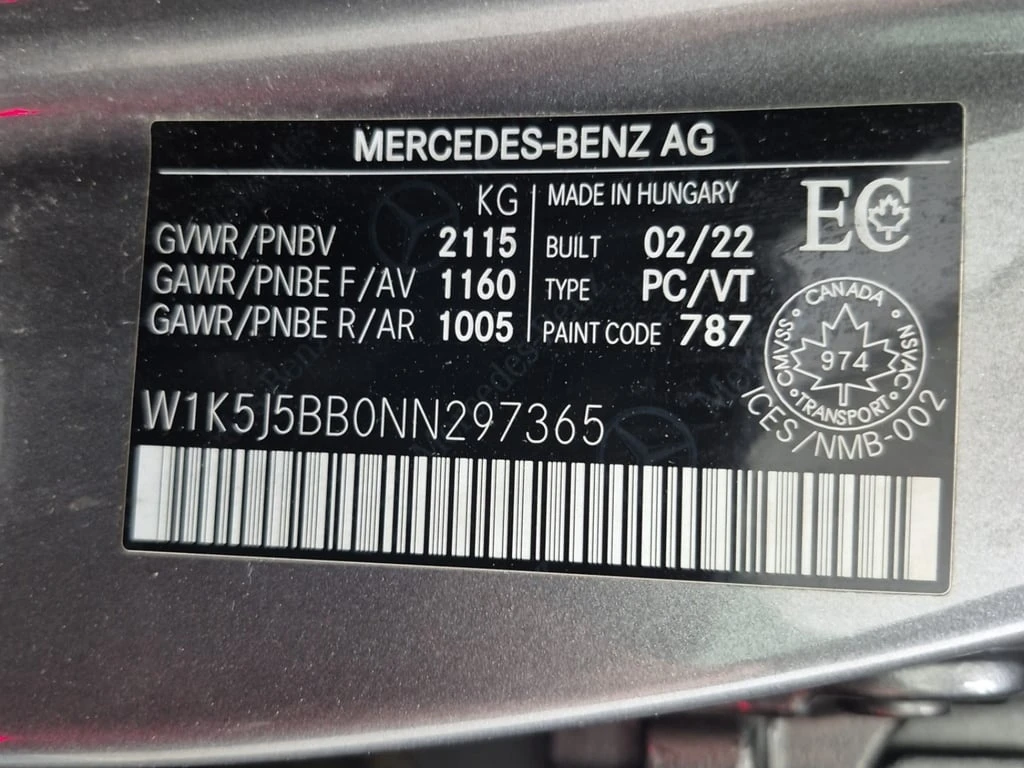 MERCEDES-BENZ AG
KG
GVWR/PNBV 2115
GAWR/PNBE F/AV 1160
GAWR/PNBE R/AR 1005
MADE IN HUNGARY
BUILT 02/22
TYPE PC/VT
PAINT CODE 787
EC
CANADA
CMVSS
NSVAC
974
TRANSPORT
ICES/NMB-002
W1K5J5BB0NN297365